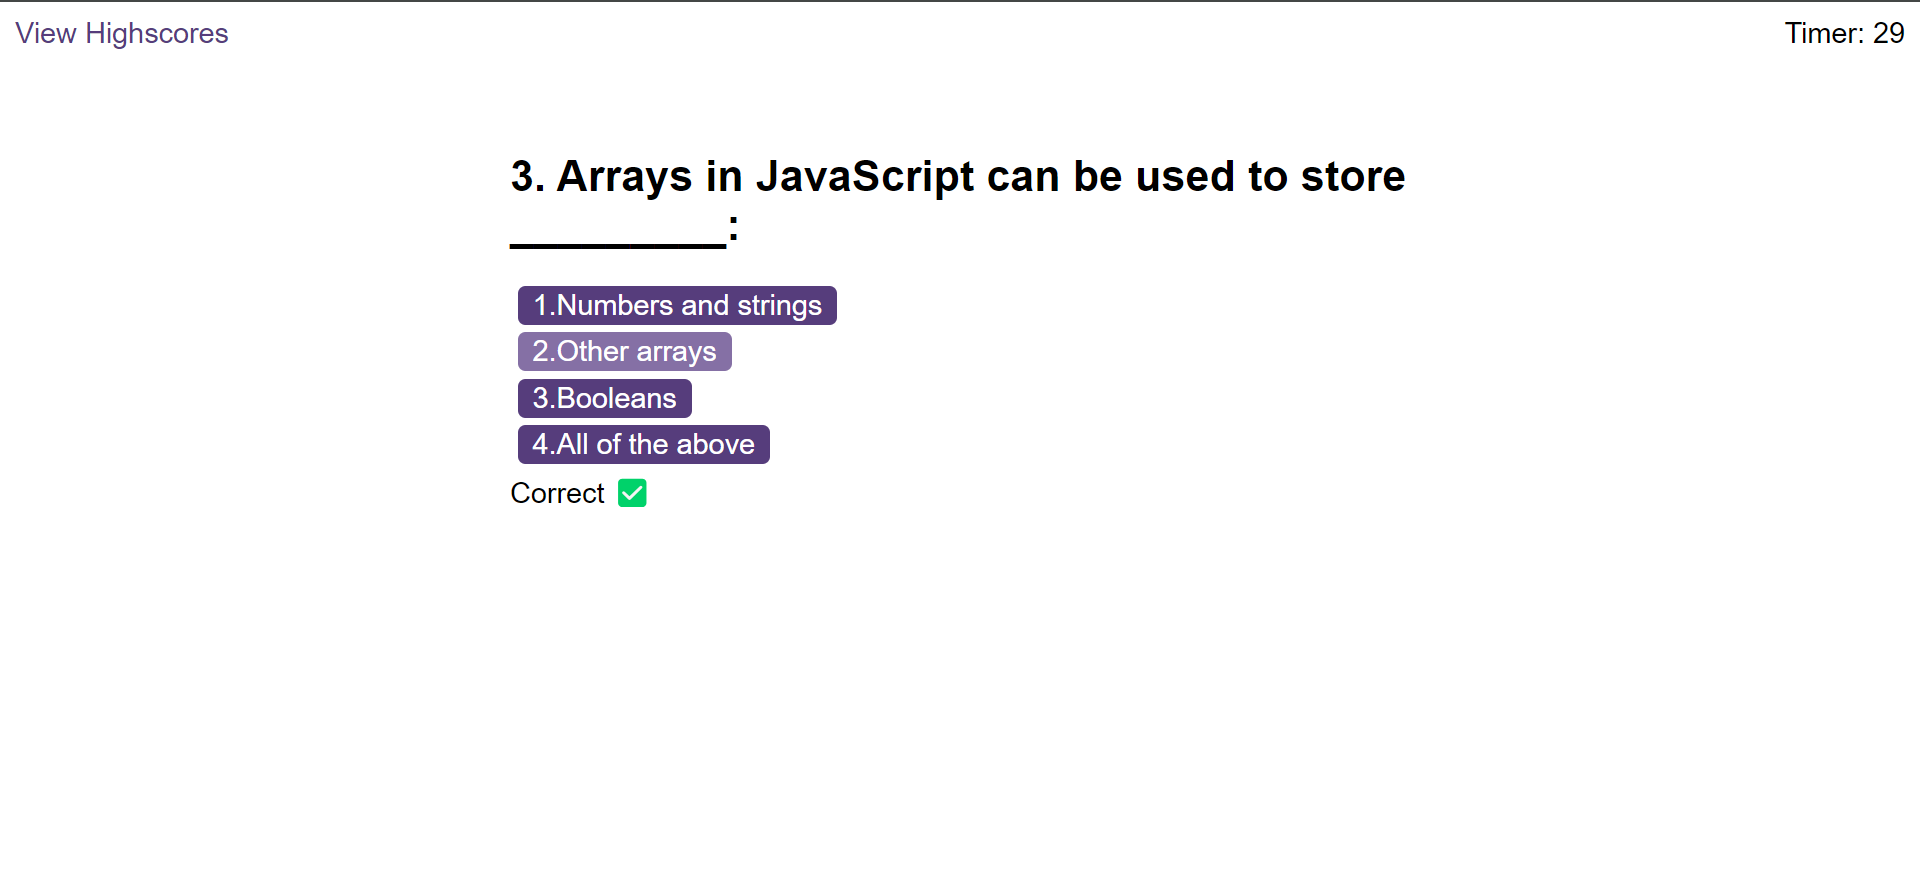 View Highscores
Timer: 29
3. Arrays in JavaScript can be used to store
_________:
1.Numbers and strings
2.Other arrays
3.Booleans
4.All of the above
Correct ✅